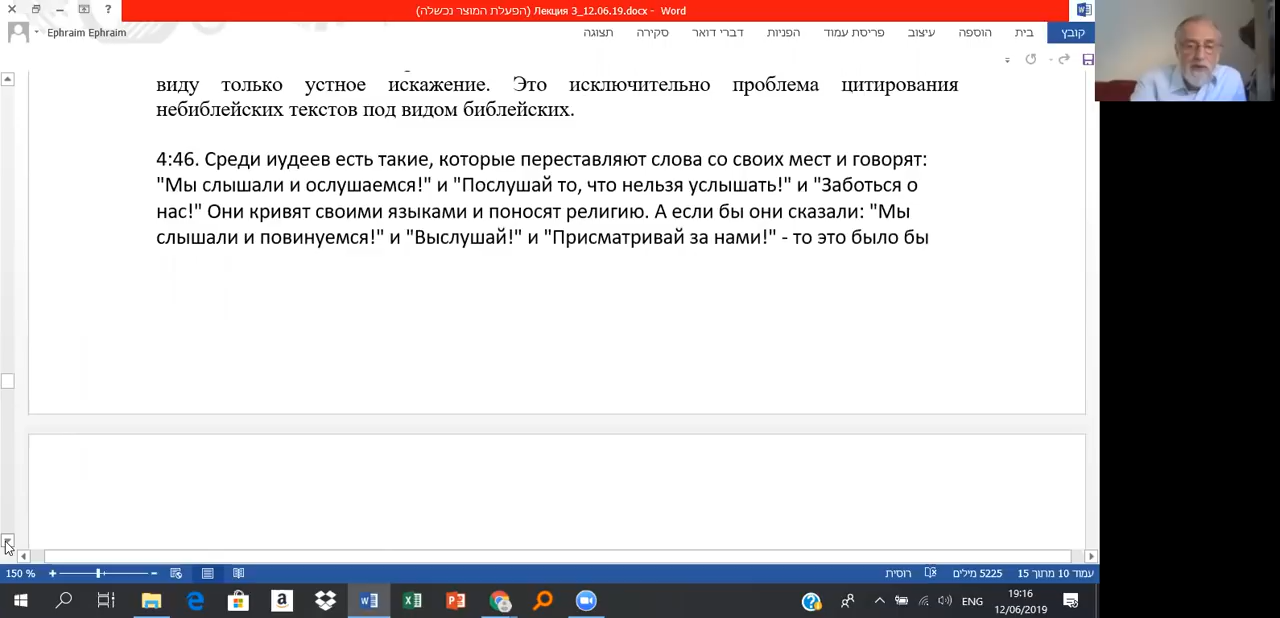 Лекция 3_12.06.19.docx - Word (הפעלת המוצר נכשלה)
Ephraim Ephraim
קובץ בית הוספה עיצוב פריסת עמוד הפניות דברי דואר סקירה תצוגה
виду только устное искажение. Это исключительно проблема цитирования
небиблейских текстов под видом библейских.
4:46. Среди иудеев есть такие, которые переставляют слова со своих мест и говорят:
"Мы слышали и ослушаемся!" и "Послушай то, что нельзя услышать!" и "Заботься о
нас!" Они кривят своими языками и поносят религию. А если бы они сказали: "Мы
слышали и повинуемся!" и "Выслушай!" и "Присматривай за нами!" - то это было бы
150 %
עמוד 10 מתוך 15 5225 מילים רוסית
ENG
19:16
12/06/2019